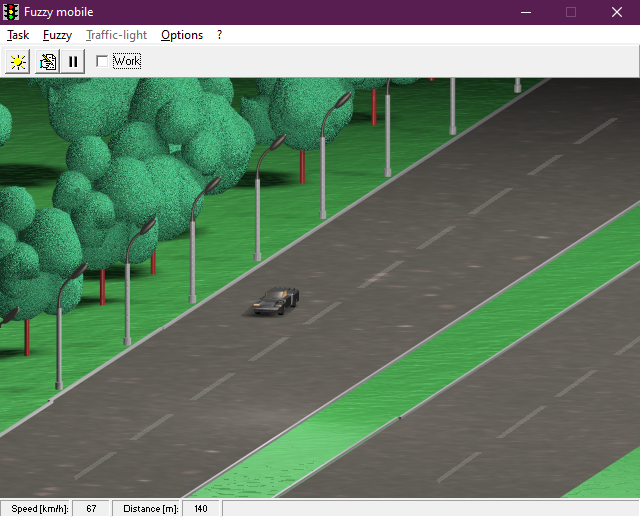 Fuzzy mobile
Task Fuzzy Traffic-light Options ?
Work
Speed [km/h]: 67 Distance [m]: 140